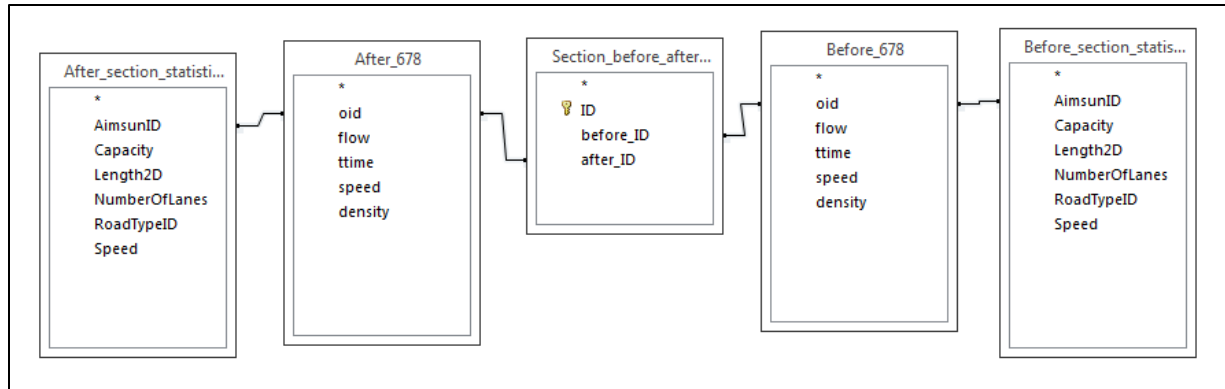 After_section_statisti...
*
AimsunID
Capacity
Length2D
NumberOfLanes
RoadTypeID
Speed
After_678
*
oid
flow
ttime
speed
density
Section_before_after...
*
ID
before_ID
after_ID
Before_678
*
oid
flow
ttime
speed
density
Before_section_statis...
*
AimsunID
Capacity
Length2D
NumberOfLanes
RoadTypeID
Speed